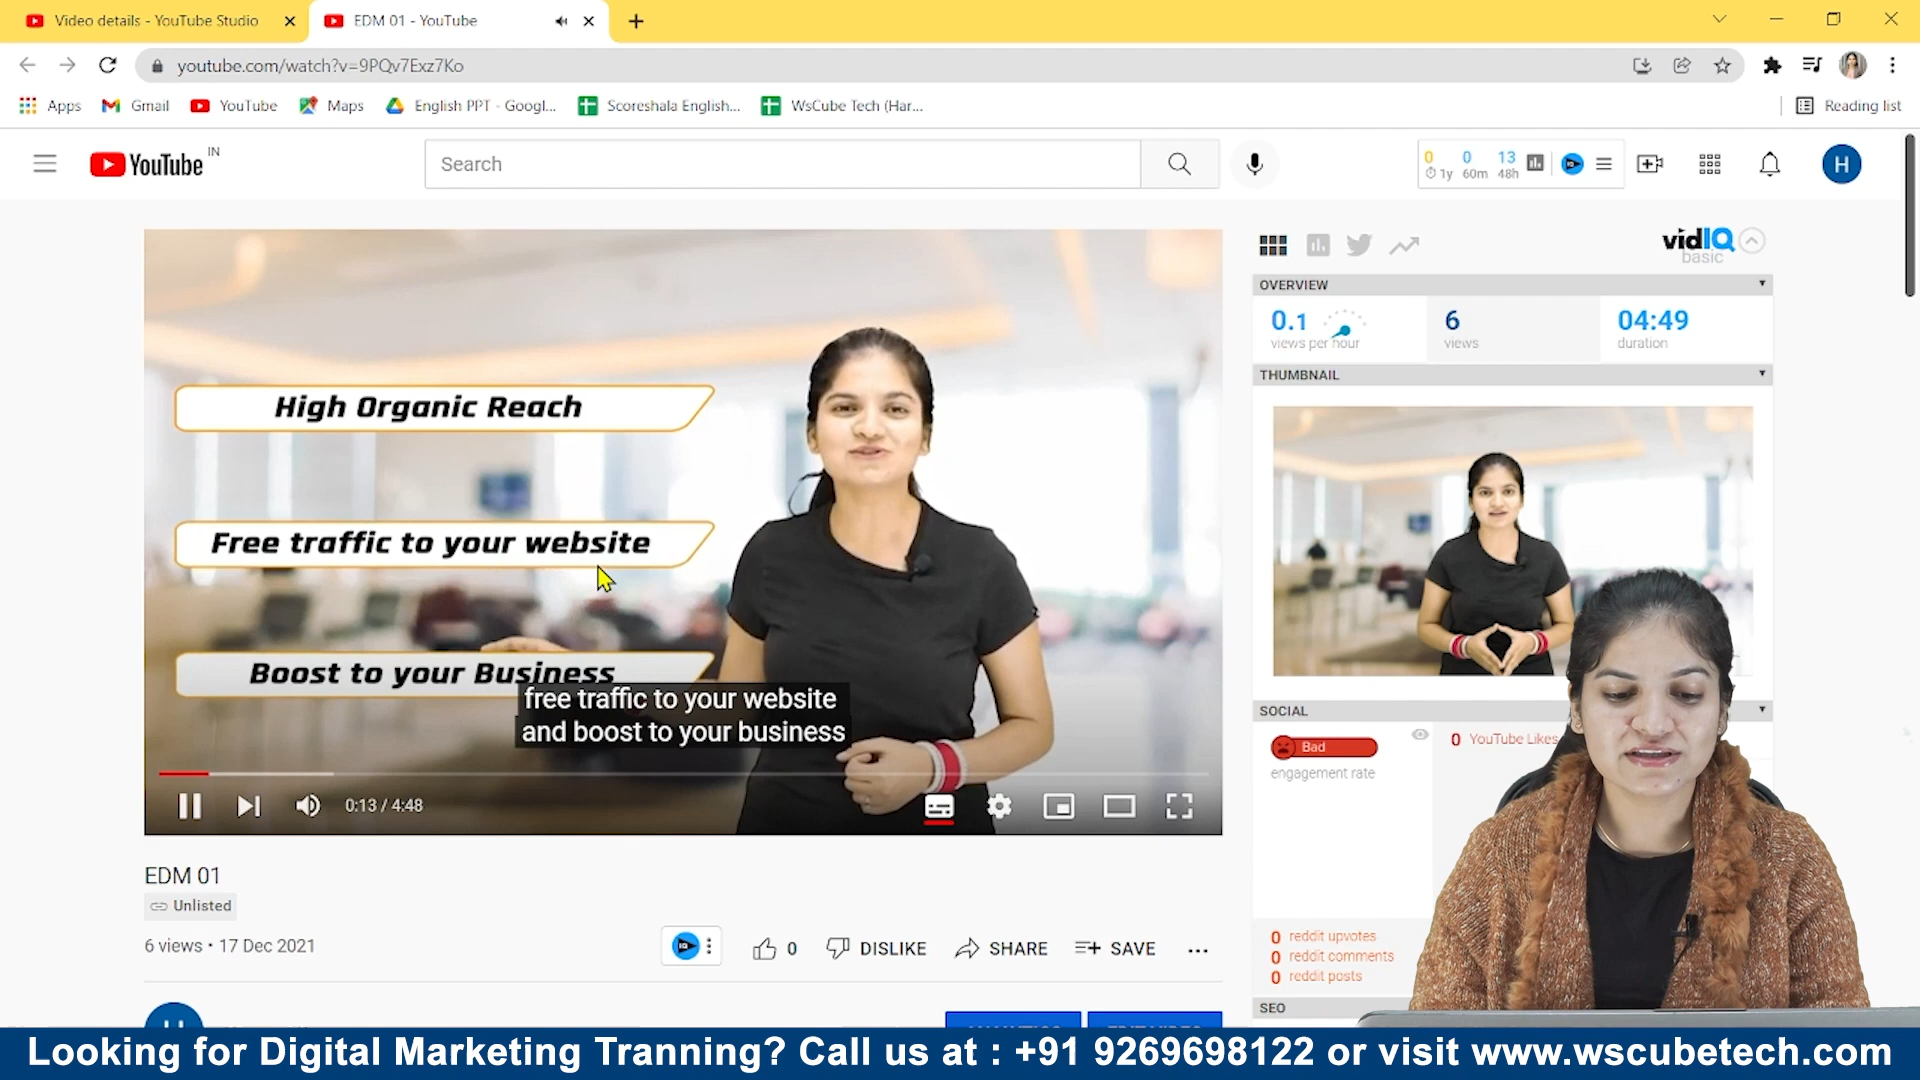 Video details - YouTube Studio
EDM 01 - YouTube
youtube.com/watch?v=9PQv7Exz7Ko
Apps
Gmail
YouTube
Maps
English PPT - Googl...
Scoreshala English...
WsCube Tech (Har...
Reading list
YouTube IN
Search
0 1y
0 60m
13 48h
H
High Organic Reach
Free traffic to your website
Boost to your Business
free traffic to your website
and boost to your business
0:13 / 4:48
vidIQ
basic
OVERVIEW
0.1
views per hour
6
views
04:49
duration
THUMBNAIL
SOCIAL
Bad
engagement rate
0 YouTube Likes
0 reddit upvotes
0 reddit comments
0 reddit posts
SEO
EDM 01
Unlisted
6 views • 17 Dec 2021
0
DISLIKE
SHARE
SAVE
Looking for Digital Marketing Tranning? Call us at : +91 9269698122 or visit www.wscubetech.com